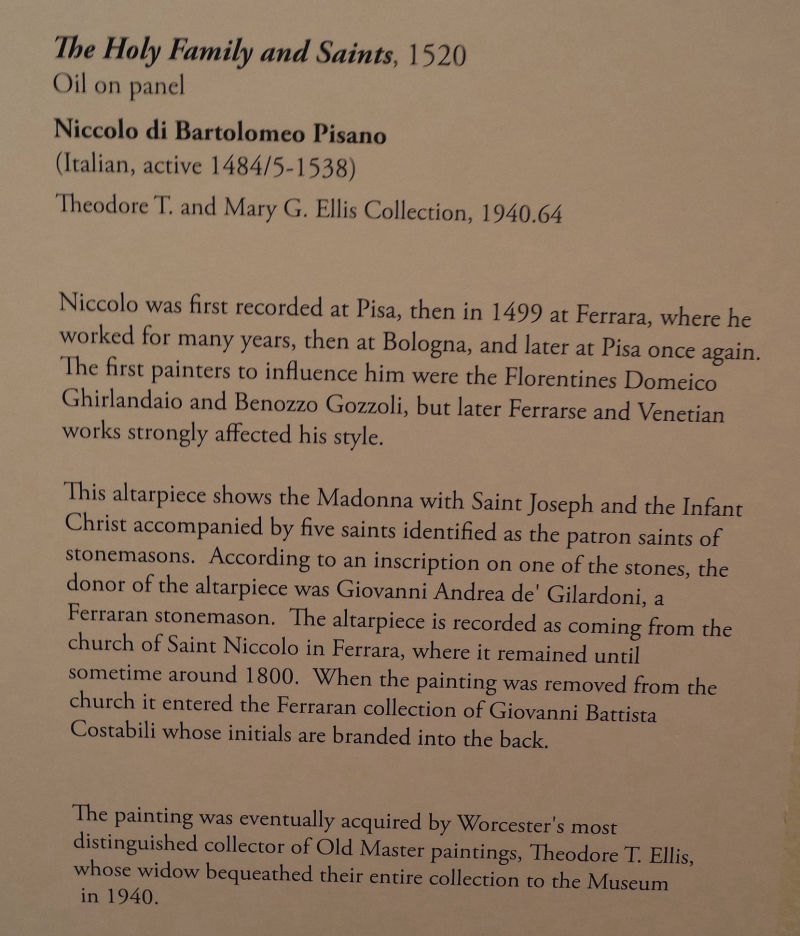 The Holy Family and Saints, 1520
Oil on panel
Niccolo di Bartolomeo Pisano
(Italian, active 1484/5-1538)
Theodore T. and Mary G. Ellis Collection, 1940.64
Niccolo was first recorded at Pisa, then in 1499 at Ferrara, where he
worked for many years, then at Bologna, and later at Pisa once again.
The first painters to influence him were the Florentines Domeico
Ghirlandaio and Benozzo Gozzoli, but later Ferrarse and Venetian
works strongly affected his style.
This altarpiece shows the Madonna with Saint Joseph and the Infant
Christ accompanied by five saints identified as the patron saints of
stonemasons.  According to an inscription on one of the stones, the
donor of the altarpiece was Giovanni Andrea de' Gilardoni, a
Ferraran stonemason.  The altarpiece is recorded as coming from the
church of Saint Niccolo in Ferrara, where it remained until
sometime around 1800.  When the painting was removed from the
church it entered the Ferraran collection of Giovanni Battista
Costabili whose initials are branded into the back.
The painting was eventually acquired by Worcester's most
distinguished collector of Old Master paintings, Theodore T. Ellis,
whose widow bequeathed their entire collection to the Museum
in 1940.